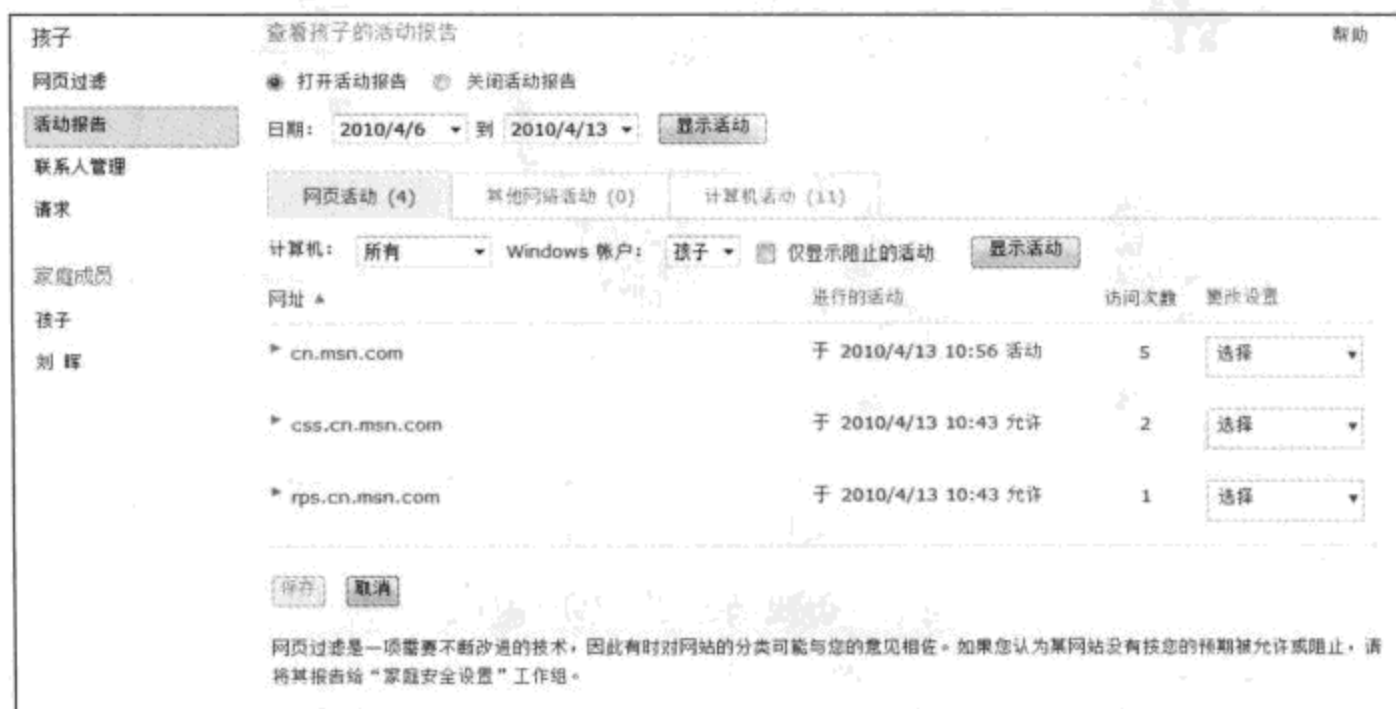 孩子
网页过滤
活动报告
联系人管理
请求
家庭成员
孩子
刘 晖
查看孩子的活动报告
帮助
打开活动报告 关闭活动报告
日期： 2010/4/6 到 2010/4/13 显示活动
网页活动 (4) 其他网络活动 (0) 计算机活动 (11)
计算机： 所有 Windows 帐户： 孩子 仅显示阻止的活动 显示活动
网址 进行的活动 访问次数 更改设置
cn.msn.com 于 2010/4/13 10:56 活动 5 选择
css.cn.msn.com 于 2010/4/13 10:43 允许 2 选择
rps.cn.msn.com 于 2010/4/13 10:43 允许 1 选择
保存 取消
网页过滤是一项需要不断改进的技术，因此有时对网站的分类可能与您的意见相佐。如果您认为某网站没有按您的预期被允许或阻止，请
将其报告给“家庭安全设置”工作组。